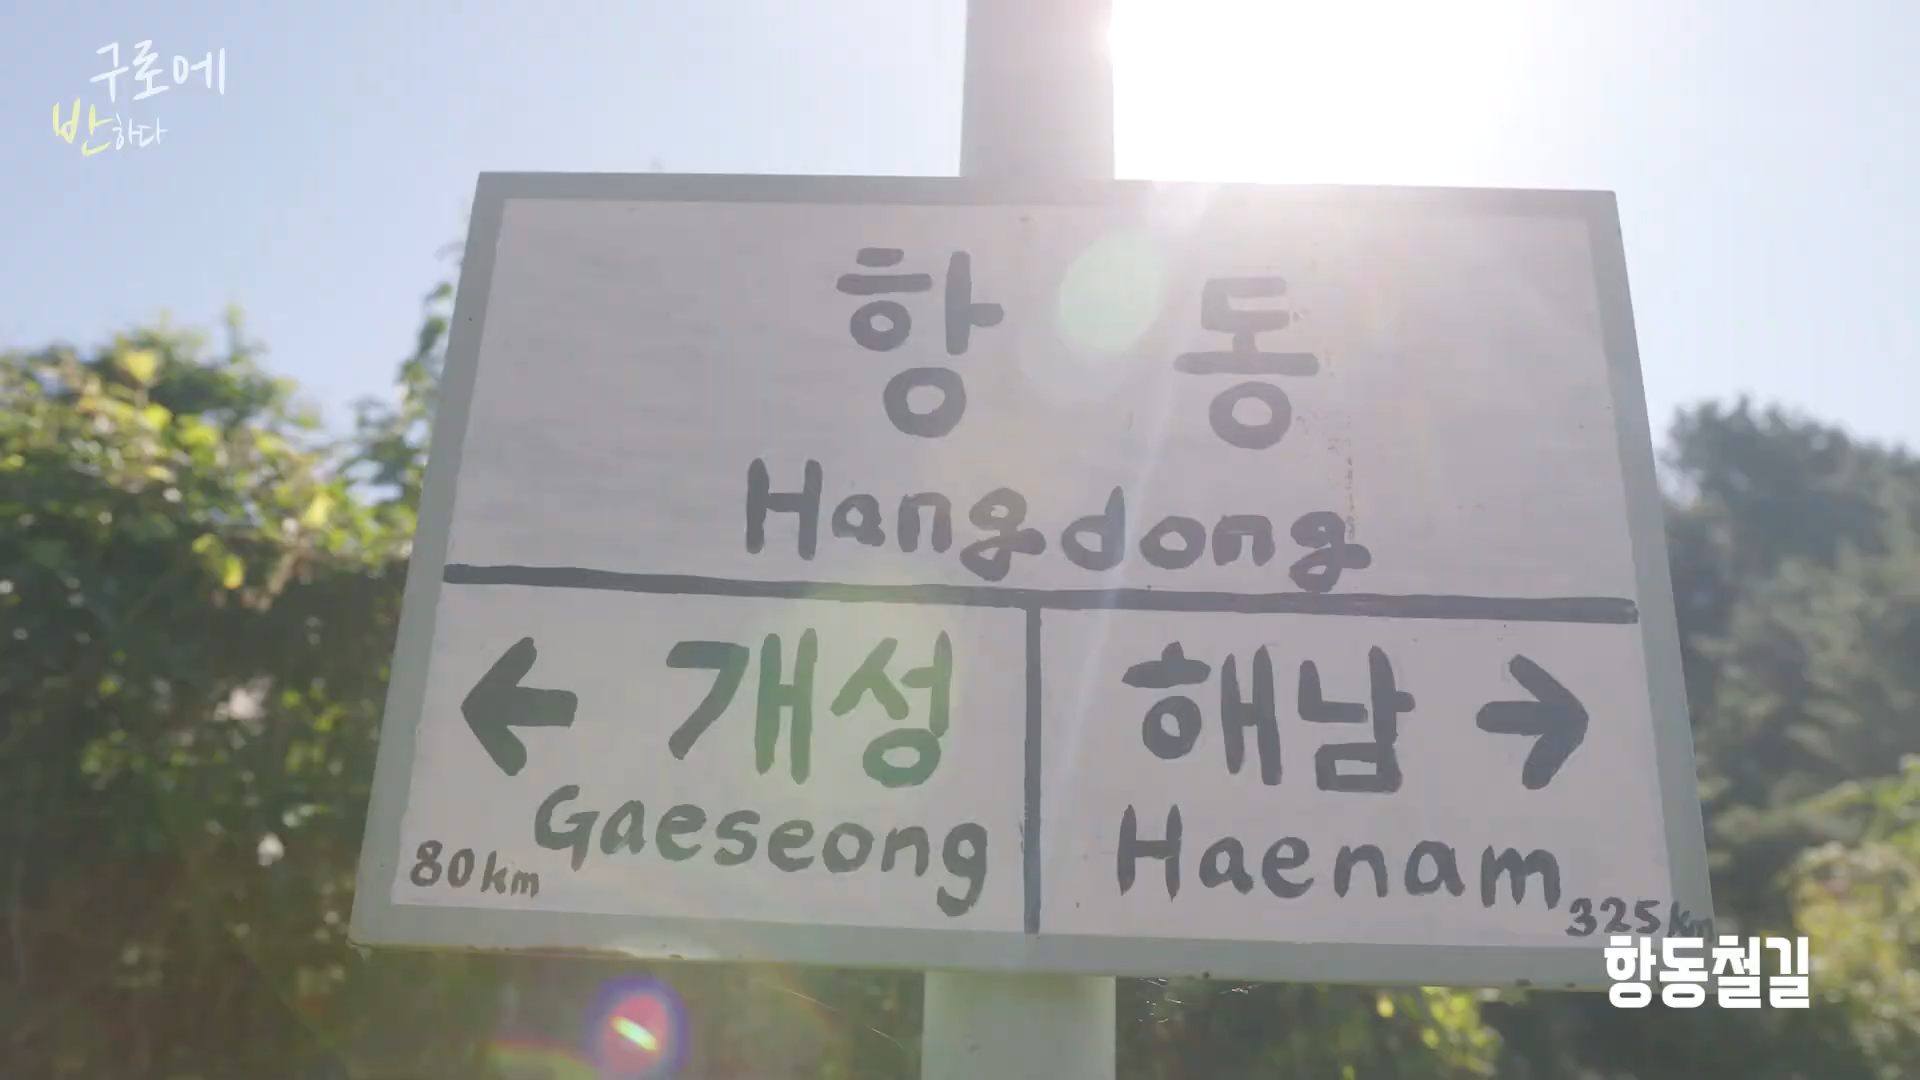 구로에
반하다
항 동
Hangdong
← 개성
Gaeseong
80km
해남 →
Haenam
325km
항동철길